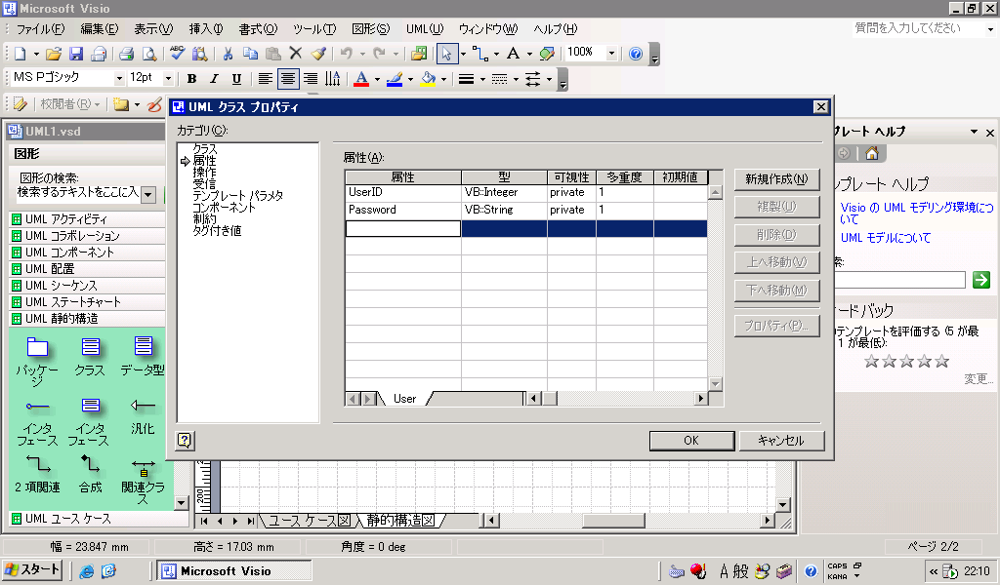 Microsoft Visio
ファイル(F) 編集(E) 表示(V) 挿入(I) 書式(O) ツール(T) 図形(S) UML(U) ウィンドウ(W) ヘルプ(H) 質問を入力してください
100%
MS Pゴシック 12pt B I U A
校閲者(R)
UML クラス プロパティ
UML1.vsd
図形
図形の検索:
検索するテキストをここに入
UML アクティビティ
UML コラボレーション
UML コンポーネント
UML 配置
UML シーケンス
UML ステートチャート
UML 静的構造
パッケージ
クラス
データ型
インタフェース
インタフェース
汎化
2 項関連
合成
関連クラス
UML ユース ケース
カテゴリ(C):
クラス
属性
操作
受信
テンプレート パラメタ
コンポーネント
制約
タグ付き値
属性(A):
属性 型 可視性 多重度 初期値
UserID VB::Integer private 1
Password VB::String private 1
User
新規作成(N)
複製(U)
削除(D)
上へ移動(V)
下へ移動(M)
プロパティ(P)...
OK キャンセル
プレート ヘルプ
ンプレート ヘルプ
Visio の UML モデリング環境について
UML モデルについて
索:
ードバック
テンプレートを評価する (5 が最
1 が最低):
変更...
200
ユース ケース図 静的構造図
幅 = 23.847 mm 高さ = 17.03 mm 角度 = 0 deg ページ 2/2
スタート Microsoft Visio A 般 CAPS KANA 22:10